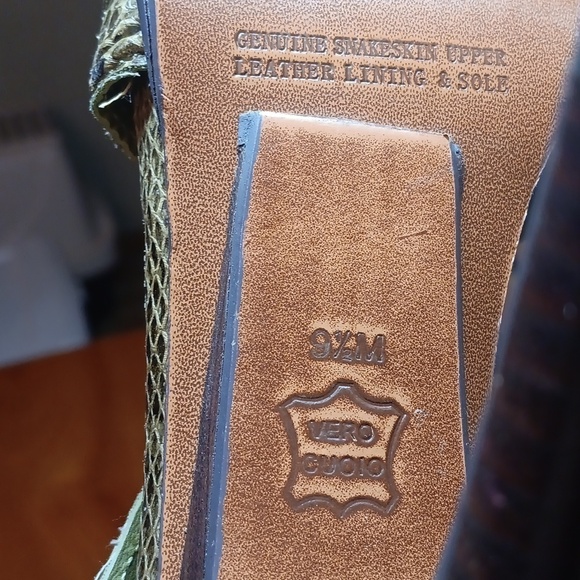 GENUINE SNAKESKIN UPPER
LEATHER LINING & SOLE
9½M
VERO
CUOIO